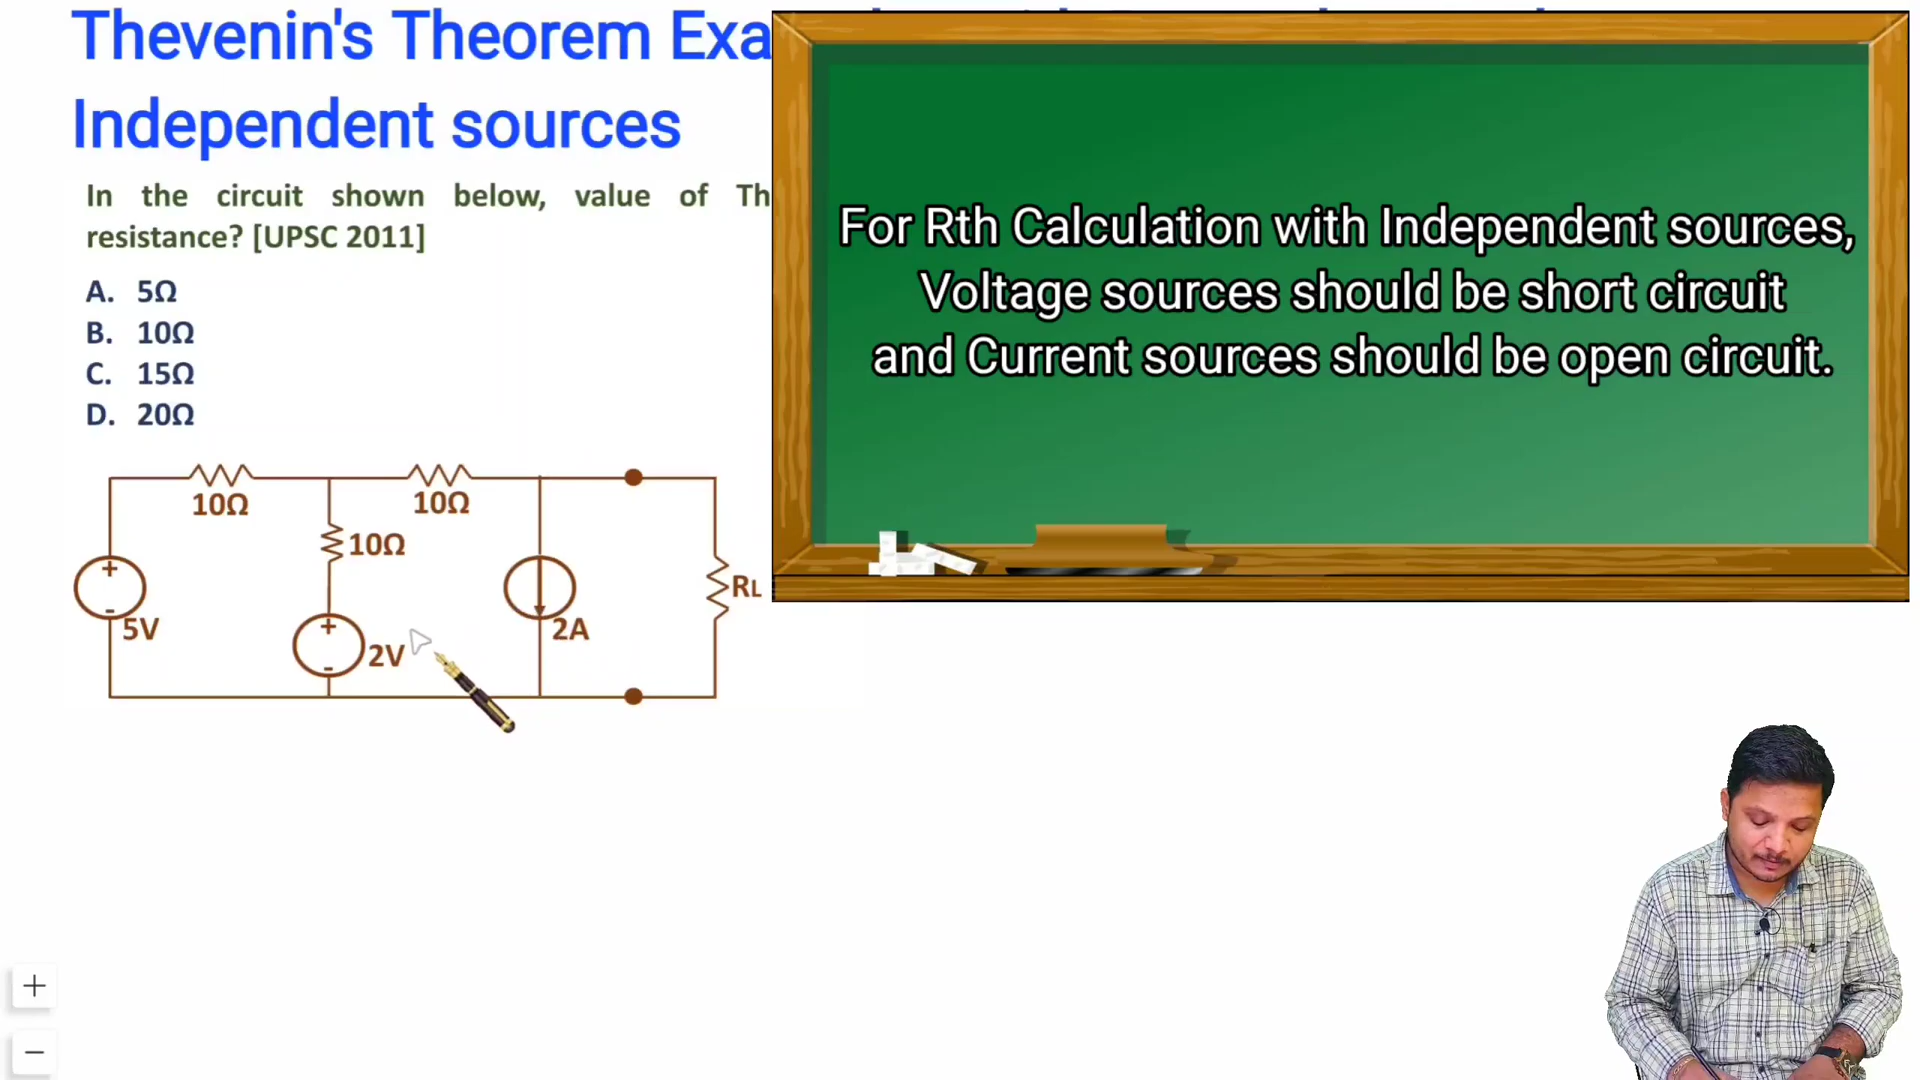 Thevenin's Theorem Exa
Independent sources
In the circuit shown below, value of Th
resistance? [UPSC 2011]
A. 5Ω
B. 10Ω
C. 15Ω
D. 20Ω
For Rth Calculation with Independent sources,
Voltage sources should be short circuit
and Current sources should be open circuit.
10Ω
10Ω
10Ω
+
-
5V
+
-
2V
2A
RL
+
−